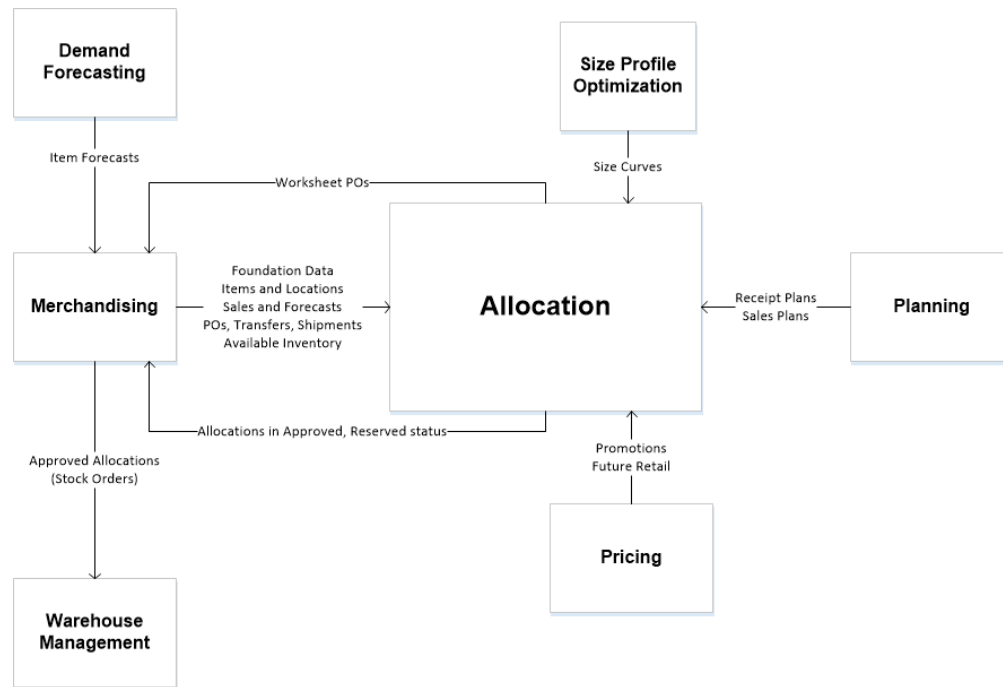 Demand
Forecasting
Size Profile
Optimization
Item Forecasts
Size Curves
Worksheet POs
Merchandising
Foundation Data
Items and Locations
Sales and Forecasts
POs, Transfers, Shipments
Available Inventory
Allocation
Receipt Plans
Sales Plans
Planning
Allocations in Approved, Reserved status
Approved Allocations
(Stock Orders)
Promotions
Future Retail
Pricing
Warehouse
Management